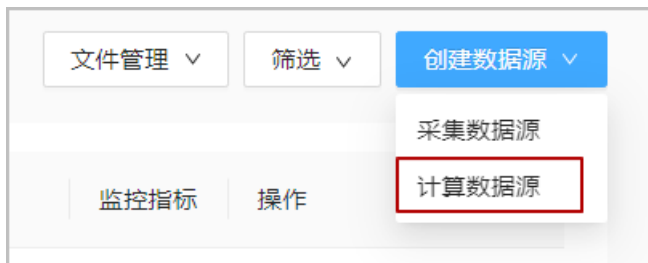 文件管理 筛选 创建数据源
采集数据源
计算数据源
监控指标 操作